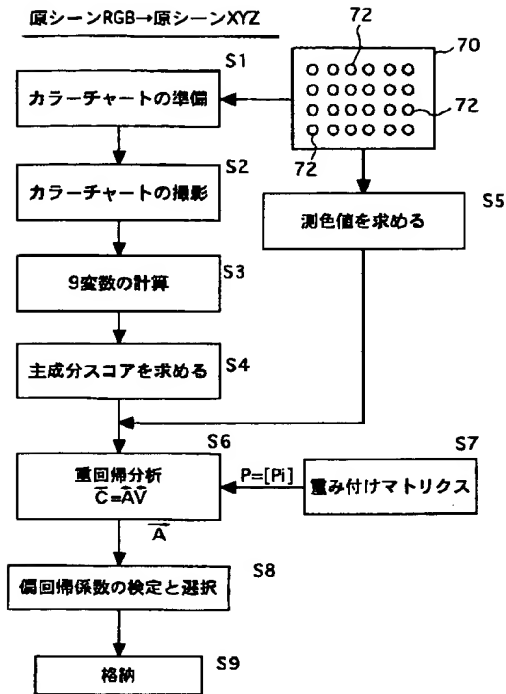 原シーンRGB→原シーンXYZ
72
70
S1
カラーチャートの準備
72
72
S2
カラーチャートの撮影
S5
測色値を求める
S3
9変数の計算
S4
主成分スコアを求める
S6
重回帰分析
C=AV
P=[Pi]
S7
重み付けマトリクス
A
S8
偏回帰係数の検定と選択
S9
格納